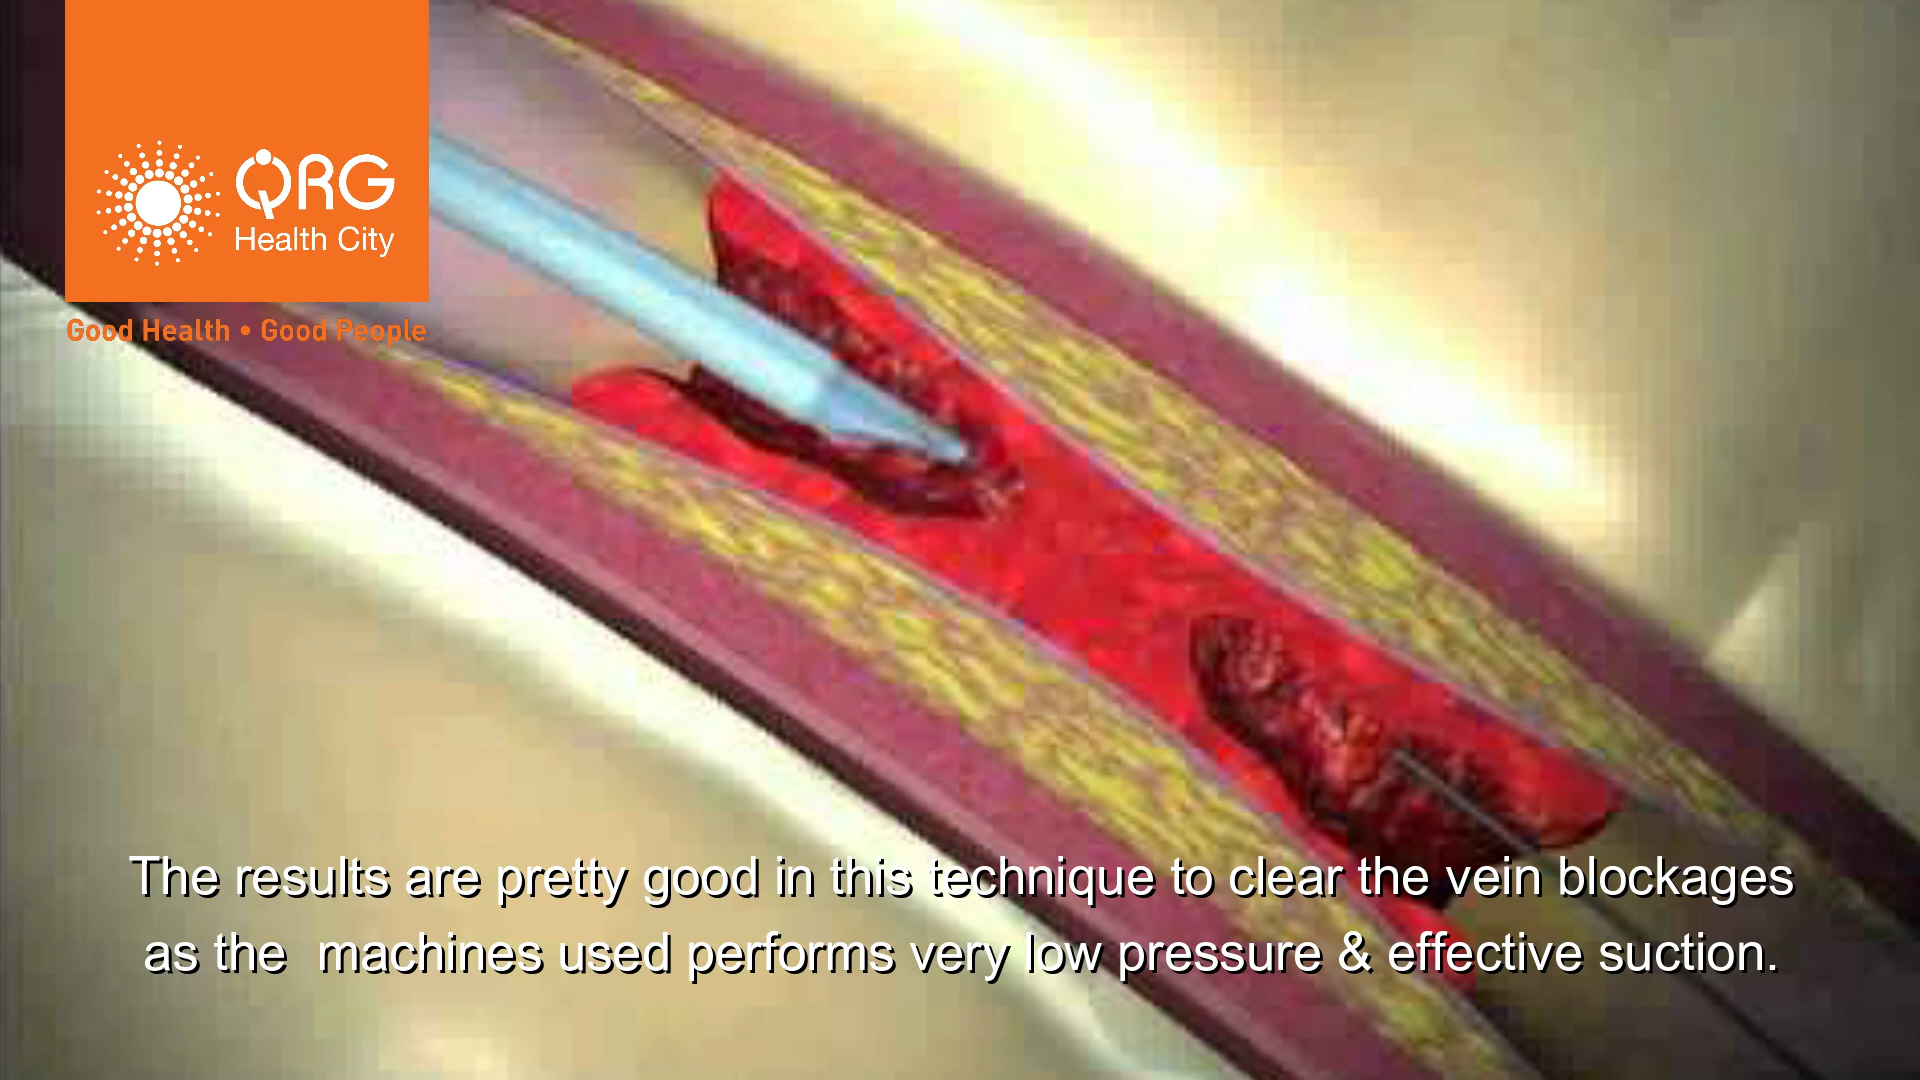 QRG
Health City
Good Health • Good People
The results are pretty good in this technique to clear the vein blockages
as the  machines used performs very low pressure & effective suction.